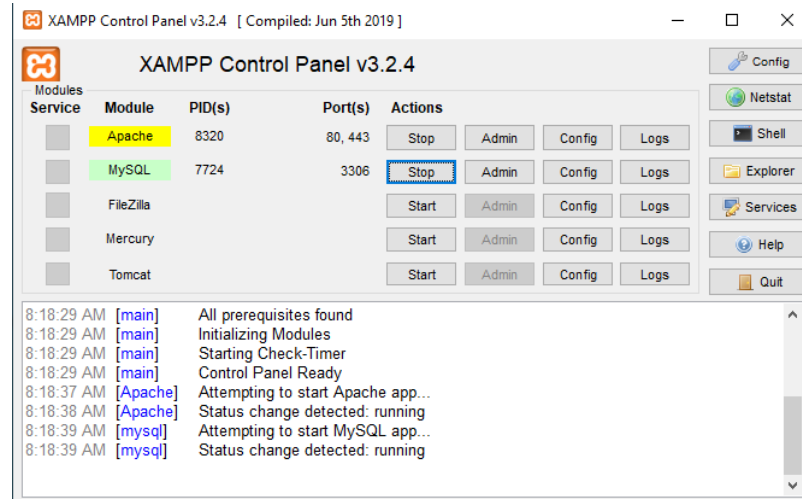 XAMPP Control Panel v3.2.4 [ Compiled: Jun 5th 2019 ]
XAMPP Control Panel v3.2.4
Config
Modules
Service Module PID(s) Port(s) Actions
Netstat
Apache 8320 80, 443 Stop Admin Config Logs
Shell
MySQL 7724 3306 Stop Admin Config Logs
Explorer
FileZilla Start Admin Config Logs
Services
Mercury Start Admin Config Logs
Help
Tomcat Start Admin Config Logs
Quit
8:18:29 AM [main] All prerequisites found
8:18:29 AM [main] Initializing Modules
8:18:29 AM [main] Starting Check-Timer
8:18:29 AM [main] Control Panel Ready
8:18:37 AM [Apache] Attempting to start Apache app...
8:18:38 AM [Apache] Status change detected: running
8:18:39 AM [mysql] Attempting to start MySQL app...
8:18:39 AM [mysql] Status change detected: running